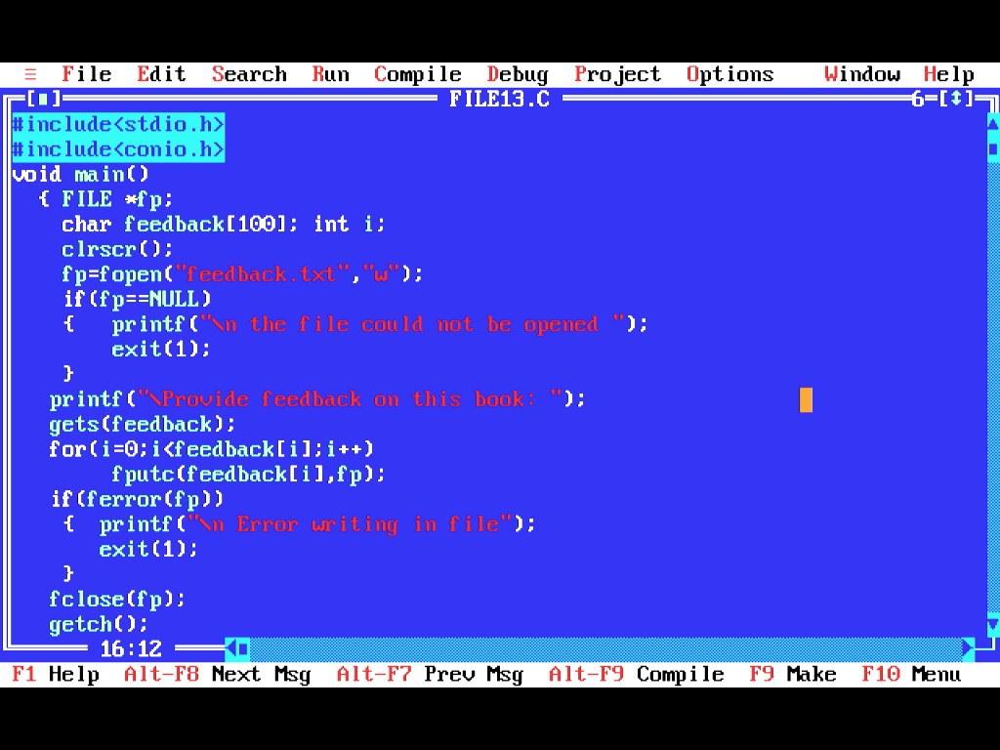 ≡ File Edit Search Run Compile Debug Project Options Window Help
[■] FILE13.C 6=[↕]
#include<stdio.h>
#include<conio.h>
void main()
{ FILE *fp;
char feedback[100]; int i;
clrscr();
fp=fopen("feedback.txt","w");
if(fp==NULL)
{ printf("\n the file could not be opened ");
exit(1);
}
printf("\Provide feedback on this book: ");
gets(feedback);
for(i=0;i<feedback[i];i++)
fputc(feedback[i],fp);
if(ferror(fp))
{ printf("\n Error writing in file");
exit(1);
}
fclose(fp);
getch();
16:12
F1 Help Alt-F8 Next Msg Alt-F7 Prev Msg Alt-F9 Compile F9 Make F10 Menu